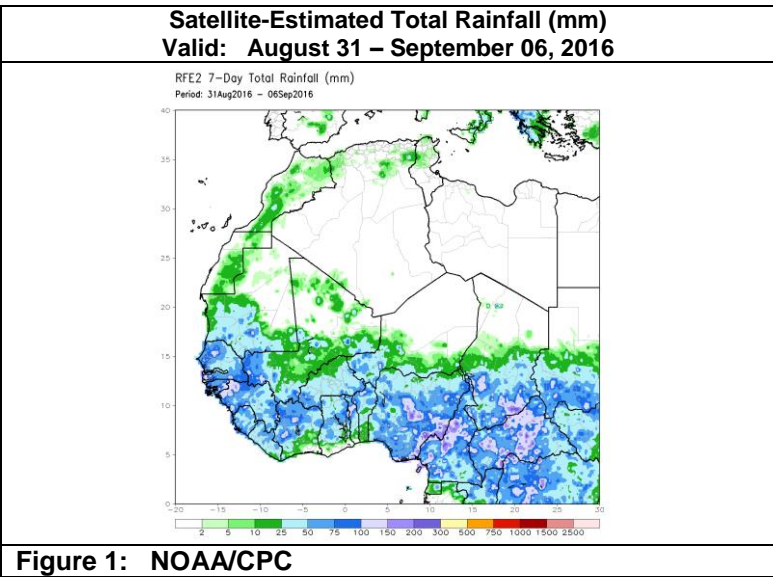 Satellite-Estimated Total Rainfall (mm)
Valid: August 31 – September 06, 2016
RFE2 7-Day Total Rainfall (mm)
Period: 31Aug2016 – 06Sep2016
40
35
30
25
20
15
10
5
0
-20 -15 -10 -5 0 5 10 15 20 25 30
2 5 10 25 50 75 100 150 200 300 500 750 1000 1500 2500
Figure 1: NOAA/CPC